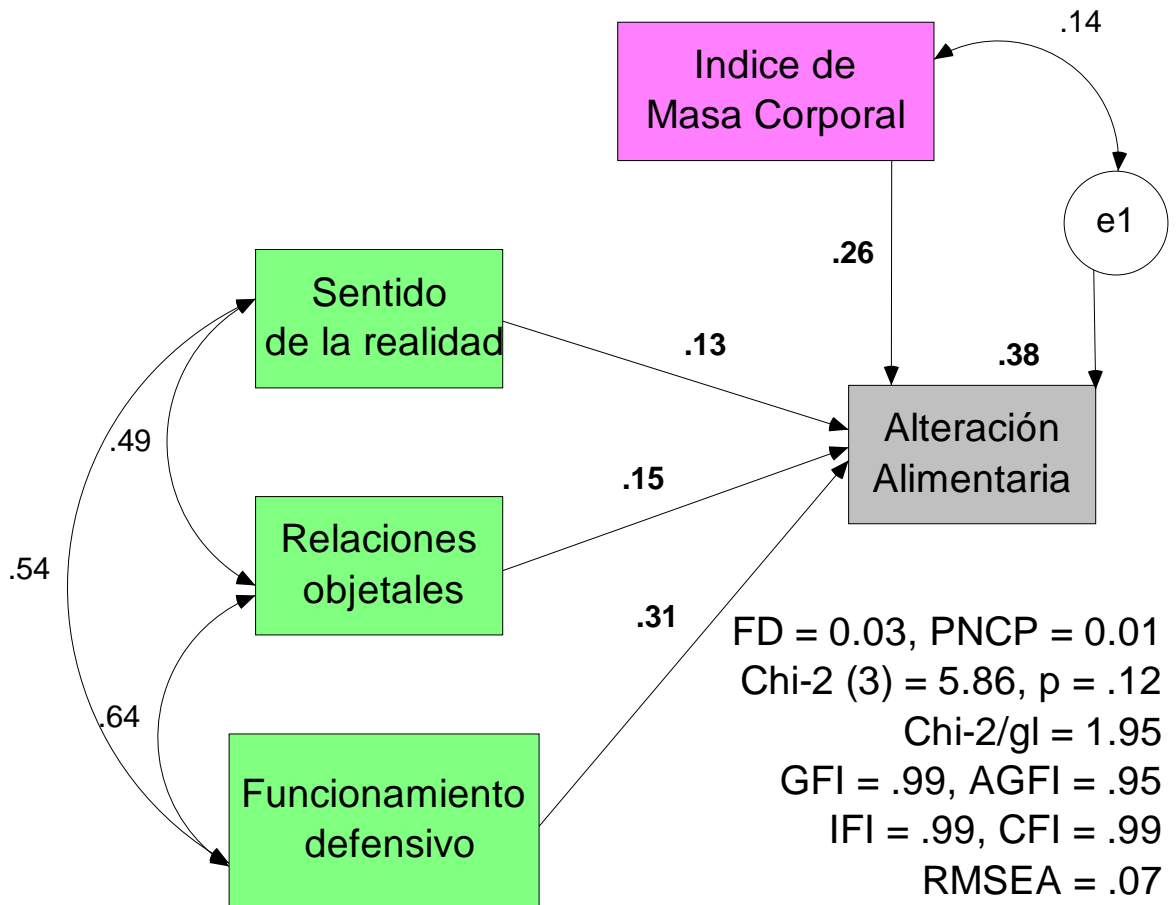 .14
Indice de
Masa Corporal
e1
.26
Sentido
de la realidad
.13
.38
Alteración
Alimentaria
.49
.15
Relaciones
objetales
.54
.31
.64
Funcionamiento
defensivo
FD = 0.03, PNCP = 0.01
Chi-2 (3) = 5.86, p = .12
Chi-2/gl = 1.95
GFI = .99, AGFI = .95
IFI = .99, CFI = .99
RMSEA = .07